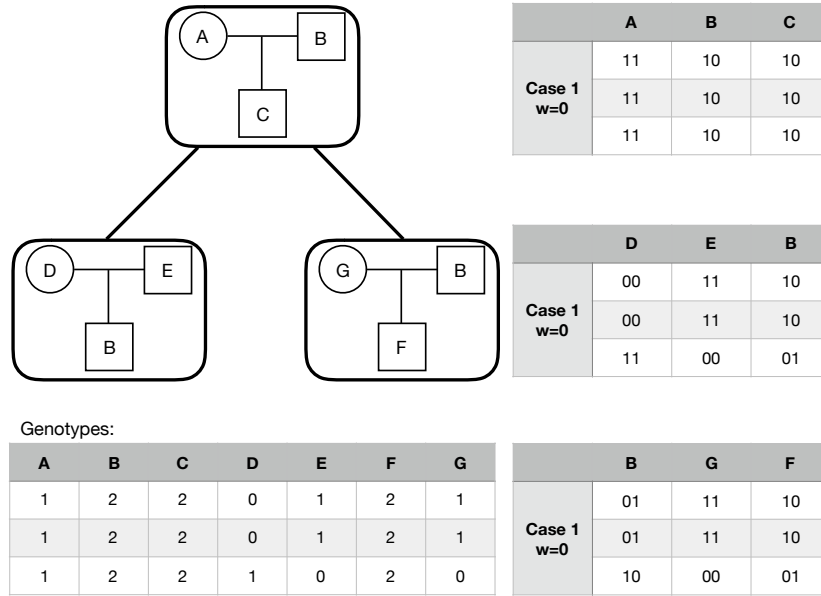 A B
C
A B C
Case 1 w=0
11 10 10
11 10 10
11 10 10
D E
B
G B
F
D E B
Case 1 w=0
00 11 10
00 11 10
11 00 01
Genotypes:
A B C D E F G
1 2 2 0 1 2 1
1 2 2 0 1 2 1
1 2 2 1 0 2 0
B G F
Case 1 w=0
01 11 10
01 11 10
10 00 01